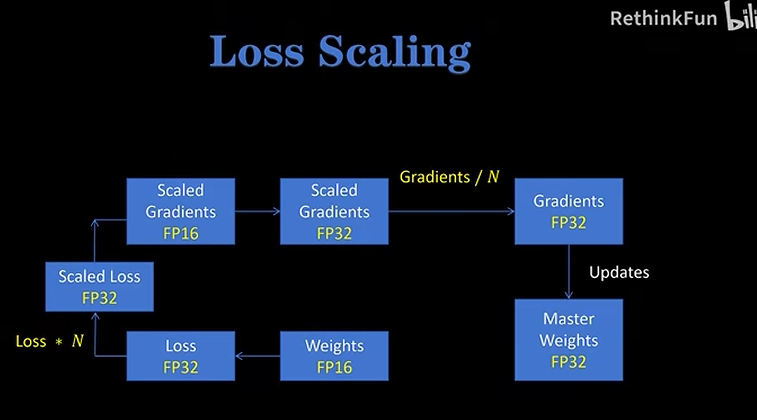 RethinkFun bili
Loss Scaling
Scaled
Gradients
FP16
Scaled
Gradients
FP32
Gradients / N
Gradients
FP32
Updates
Scaled Loss
FP32
Loss * N
Loss
FP32
Weights
FP16
Master
Weights
FP32